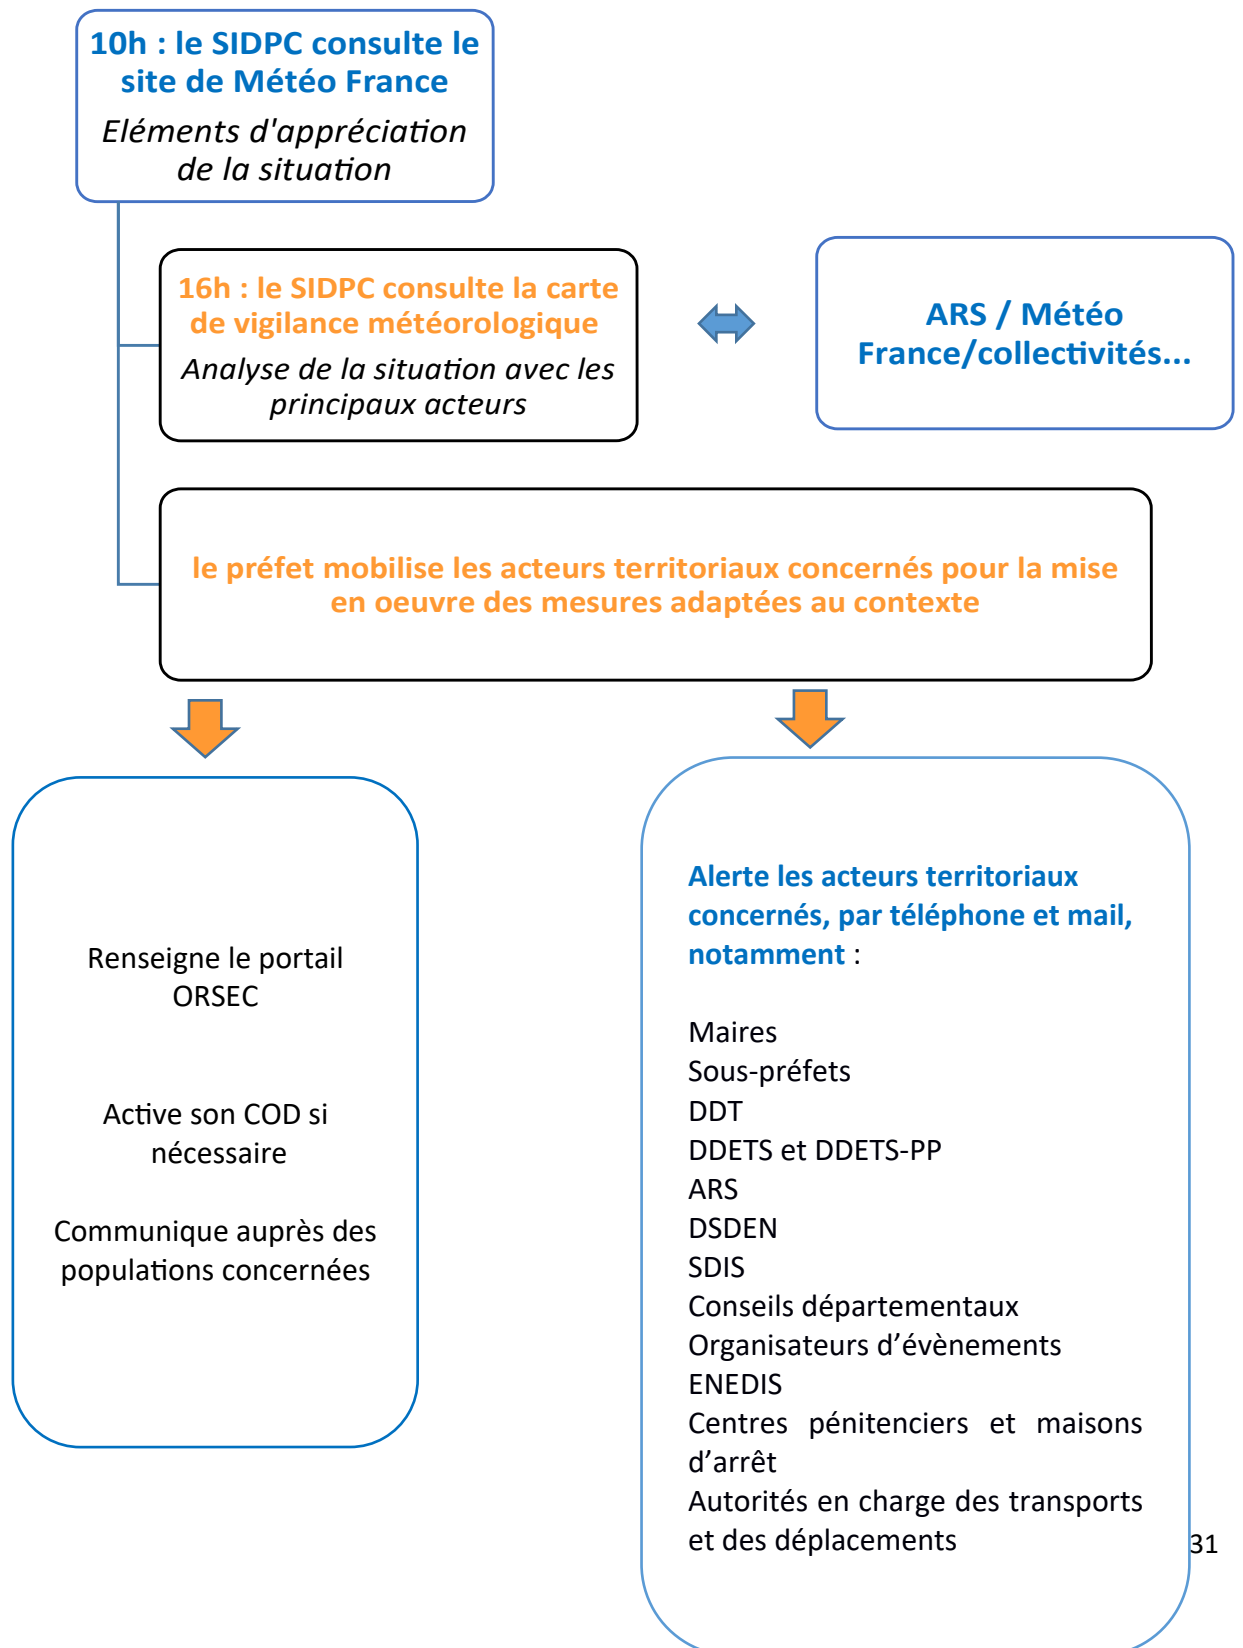 10h : le SIDPC consulte le
site de Météo France
Eléments d'appréciation
de la situation
16h : le SIDPC consulte la carte
de vigilance météorologique
Analyse de la situation avec les
principaux acteurs
ARS / Météo
France/collectivités...
le préfet mobilise les acteurs territoriaux concernés pour la mise
en oeuvre des mesures adaptées au contexte
Renseigne le portail
ORSEC
Active son COD si
nécessaire
Communique auprès des
populations concernées
Alerte les acteurs territoriaux
concernés, par téléphone et mail,
notamment :
Maires
Sous-préfets
DDT
DDETS et DDETS-PP
ARS
DSDEN
SDIS
Conseils départementaux
Organisateurs d’évènements
ENEDIS
Centres pénitenciers et maisons
d’arrêt
Autorités en charge des transports
et des déplacements
31